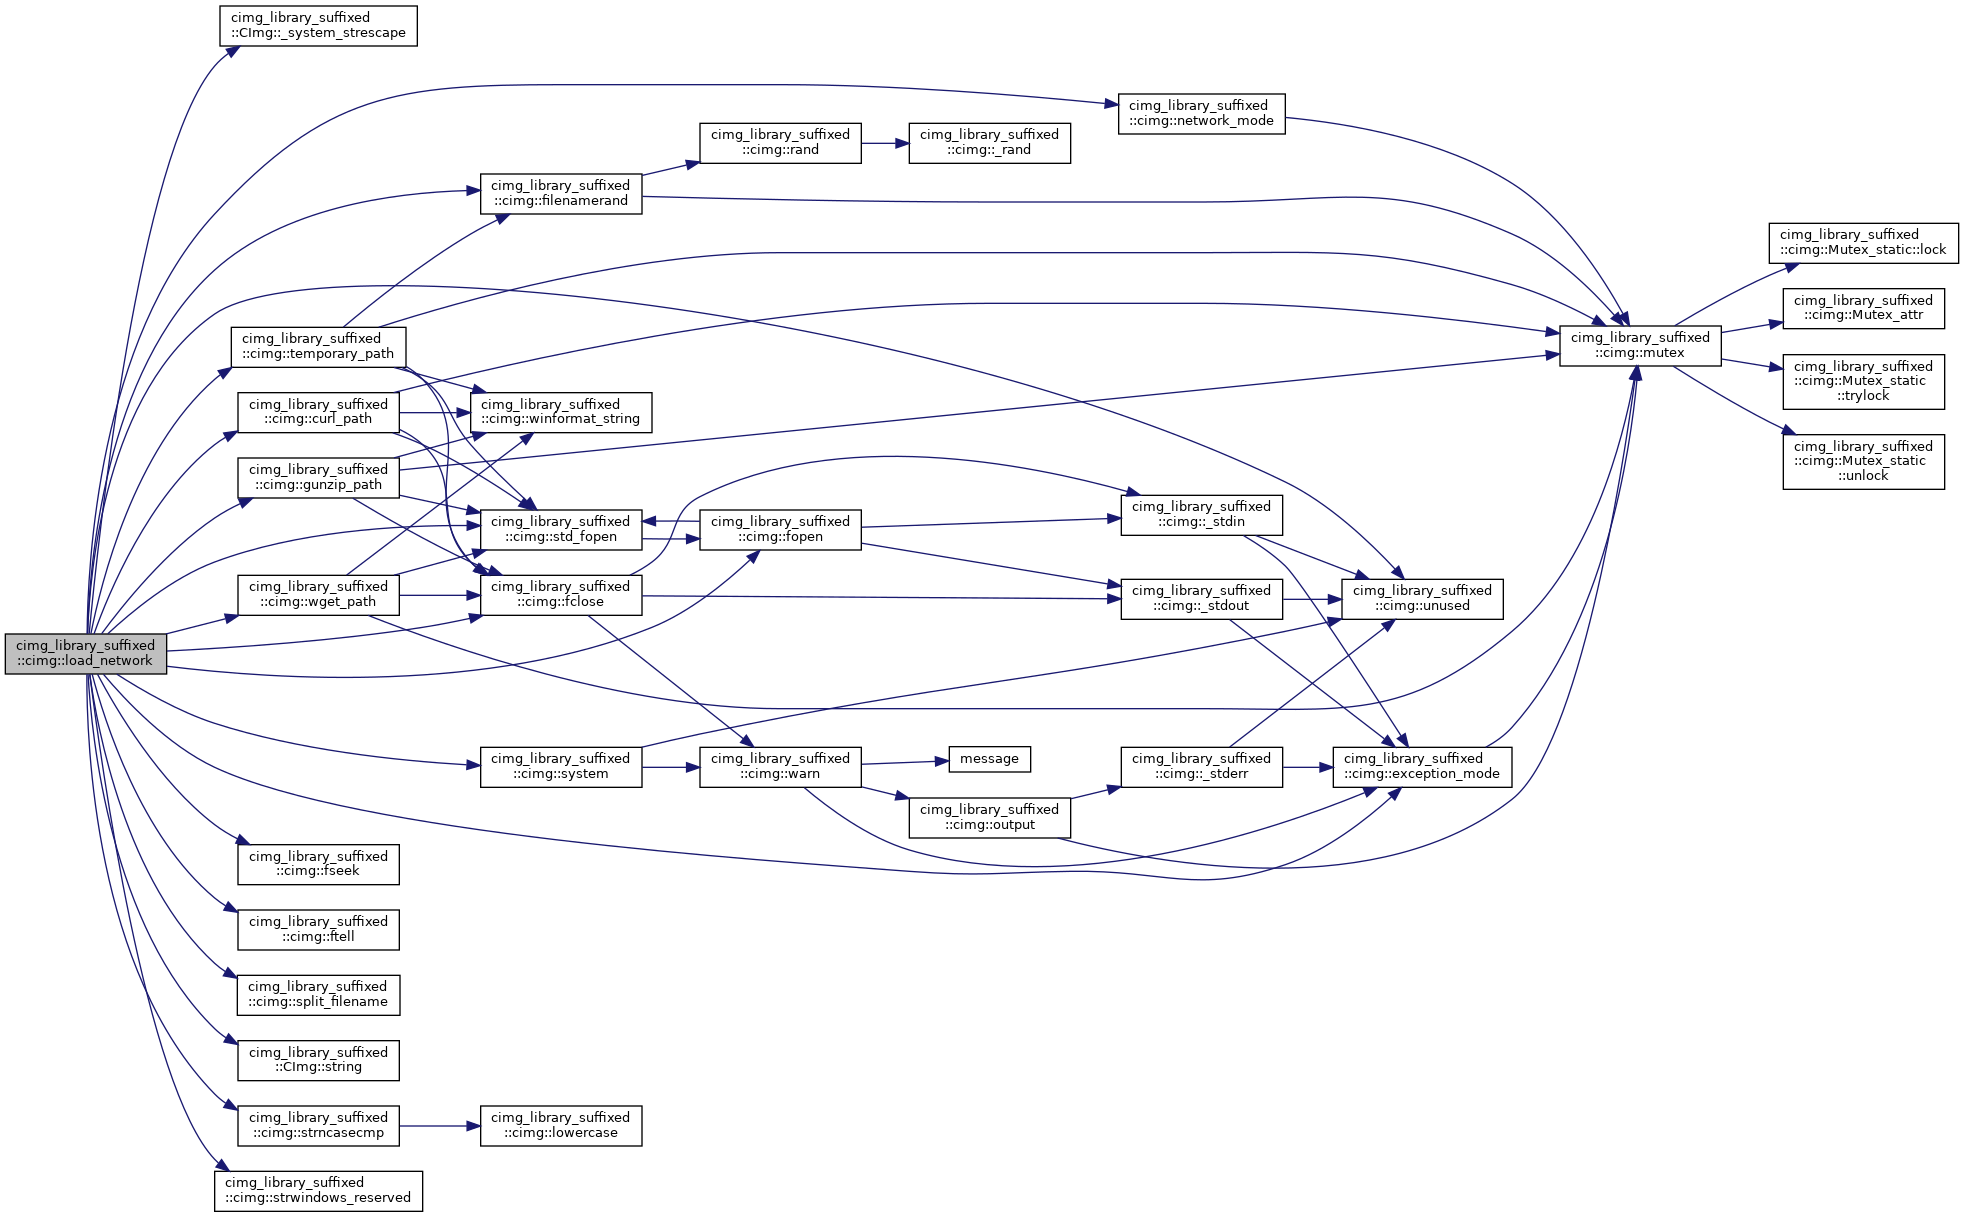 cimg_library_suffixed
::CImg::_system_strescape
cimg_library_suffixed
::cimg::network_mode
cimg_library_suffixed
::cimg::rand
cimg_library_suffixed
::cimg::_rand
cimg_library_suffixed
::cimg::filenamerand
cimg_library_suffixed
::cimg::Mutex_static::lock
cimg_library_suffixed
::cimg::Mutex_attr
cimg_library_suffixed
::cimg::temporary_path
cimg_library_suffixed
::cimg::mutex
cimg_library_suffixed
::cimg::Mutex_static
::trylock
cimg_library_suffixed
::cimg::curl_path
cimg_library_suffixed
::cimg::winformat_string
cimg_library_suffixed
::cimg::Mutex_static
::unlock
cimg_library_suffixed
::cimg::gunzip_path
cimg_library_suffixed
::cimg::_stdin
cimg_library_suffixed
::cimg::std_fopen
cimg_library_suffixed
::cimg::fopen
cimg_library_suffixed
::cimg::wget_path
cimg_library_suffixed
::cimg::fclose
cimg_library_suffixed
::cimg::_stdout
cimg_library_suffixed
::cimg::unused
cimg_library_suffixed
::cimg::load_network
cimg_library_suffixed
::cimg::system
cimg_library_suffixed
::cimg::warn
message
cimg_library_suffixed
::cimg::_stderr
cimg_library_suffixed
::cimg::exception_mode
cimg_library_suffixed
::cimg::output
cimg_library_suffixed
::cimg::fseek
cimg_library_suffixed
::cimg::ftell
cimg_library_suffixed
::cimg::split_filename
cimg_library_suffixed
::CImg::string
cimg_library_suffixed
::cimg::strncasecmp
cimg_library_suffixed
::cimg::lowercase
cimg_library_suffixed
::cimg::strwindows_reserved